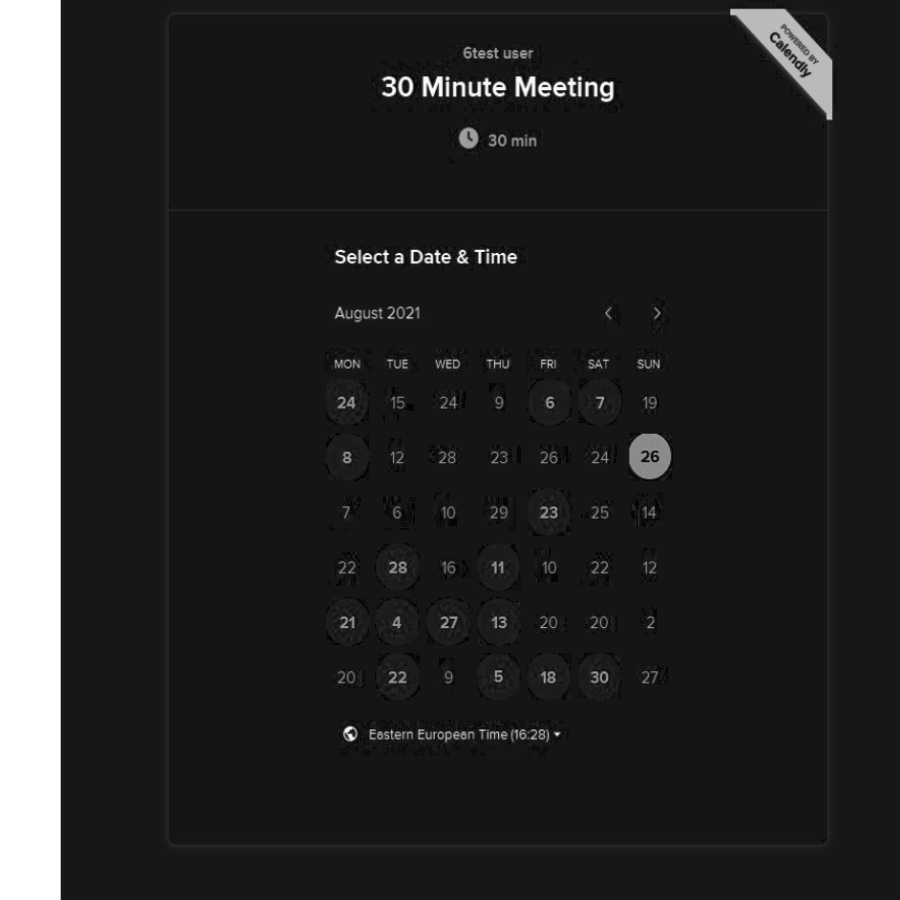 POWERED BY
Calendly
6test user
30 Minute Meeting
30 min
Select a Date & Time
August 2021
MON TUE WED THU FRI SAT SUN
24 15 24 9 6 7 19
8 12 28 23 26 24 26
7 6 10 29 23 25 14
22 28 16 11 10 22 12
21 4 27 13 20 20 2
20 22 9 5 18 30 27
Eastern European Time (16:28)